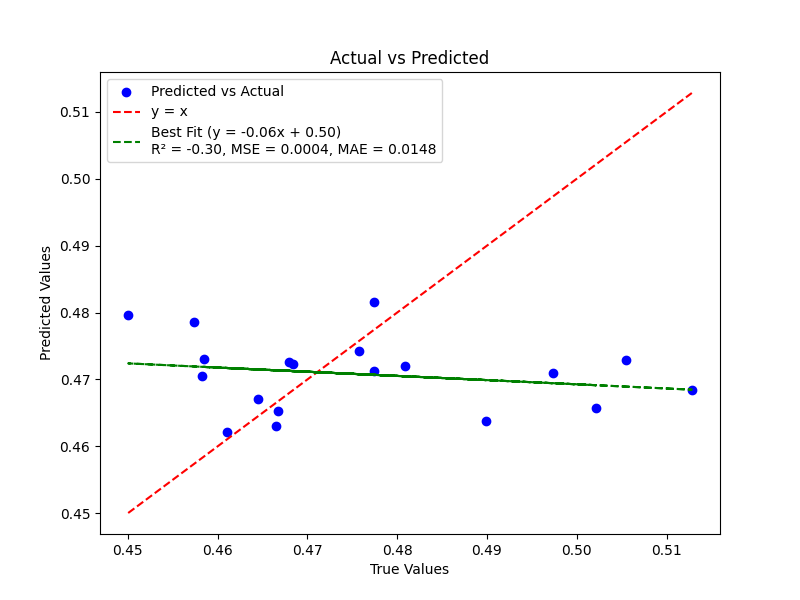 Actual vs Predicted
Predicted vs Actual
y = x
Best Fit (y = -0.06x + 0.50)
R² = -0.30, MSE = 0.0004, MAE = 0.0148
0.51
0.50
0.49
0.48
0.47
0.46
0.45
Predicted Values
0.45 0.46 0.47 0.48 0.49 0.50 0.51
True Values